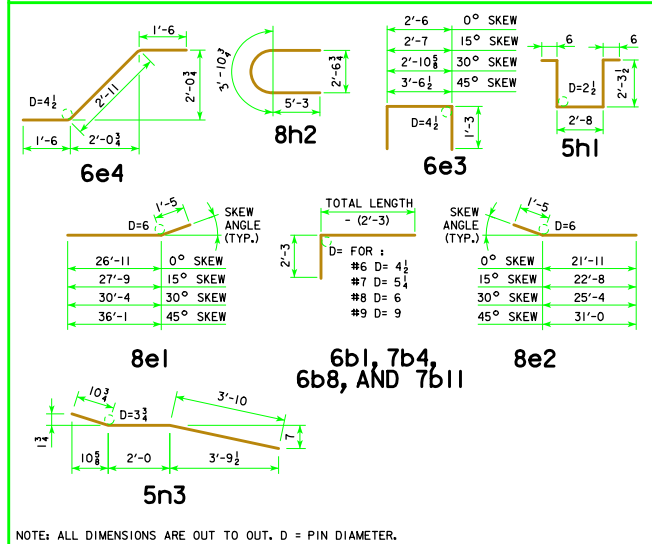 1'-6
D=4½
2'-11
2'-0¾
1'-6
2'-0¾
6e4
3'-10¾
2'-6¾
5'-3
8h2
2'-6 0° SKEW
2'-7 15° SKEW
2'-10⅝ 30° SKEW
3'-6½ 45° SKEW
D=4½
1'-3
6e3
6
6
D=2½
2'-3½
2'-8
5h1
1'-5
D=6
SKEW
ANGLE
(TYP.)
26'-11 0° SKEW
27'-9 15° SKEW
30'-4 30° SKEW
36'-1 45° SKEW
8e1
TOTAL LENGTH
- (2'-3)
2'-3
D= FOR :
#6 D= 4½
#7 D= 5¼
#8 D= 6
#9 D= 9
6b1, 7b4,
6b8, AND 7b11
SKEW
ANGLE
(TYP.)
1'-5
D=6
0° SKEW 21'-11
15° SKEW 22'-8
30° SKEW 25'-4
45° SKEW 31'-0
8e2
10¾
D=3¾
3'-10
1¾
7
10⅝
2'-0
3'-9½
5n3
NOTE: ALL DIMENSIONS ARE OUT TO OUT. D = PIN DIAMETER.